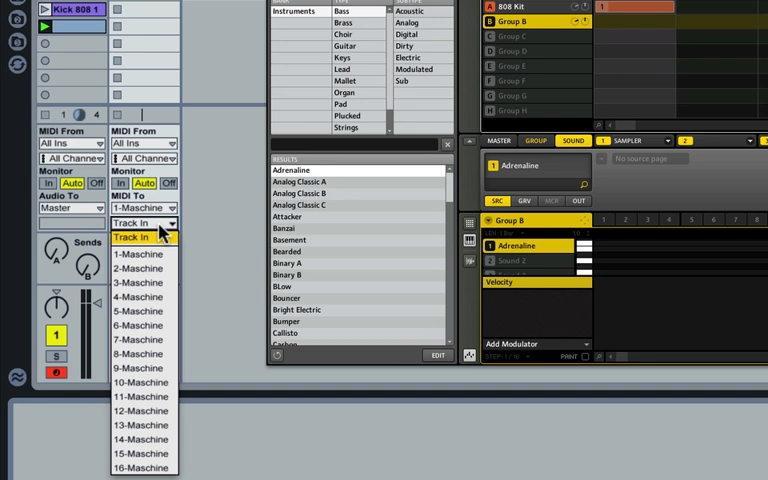 Kick 808 1
1 4
MIDI From
All Ins
All Channe
Monitor
In Auto Off
Audio To
Master
Sends
A
B
1
S
MIDI From
All Ins
All Channe
Monitor
In Auto Off
MIDI To
1-Maschine
Track In
Track In
1-Maschine
2-Maschine
3-Maschine
4-Maschine
5-Maschine
6-Maschine
7-Maschine
8-Maschine
9-Maschine
10-Maschine
11-Maschine
12-Maschine
13-Maschine
14-Maschine
15-Maschine
16-Maschine
BANK TYPE SUBTYPE
Instruments Bass Acoustic
Brass Analog
Choir Digital
Guitar Dirty
Keys Electric
Lead Modulated
Mallet Sub
Organ
Pad
Plucked
Strings
RESULTS
Adrenaline
Analog Classic A
Analog Classic B
Analog Classic C
Attacker
Banzai
Basement
Bearded
Binary A
Binary B
BLow
Bouncer
Bright Electric
Bumper
Callisto
EDIT
A 808 Kit 1
B Group B
C Group C
D Group D
E Group E
F Group F
G Group G
H Group H
MASTER GROUP SOUND 1 SAMPLER 2 3
1 Adrenaline
No source page
SRC GRV MCR OUT
Group B 1 2 3 4 5 6 7 8
1 Adrenaline
2 Sound 2
Velocity
Add Modulator
STEP: 1 / 16 PAINT